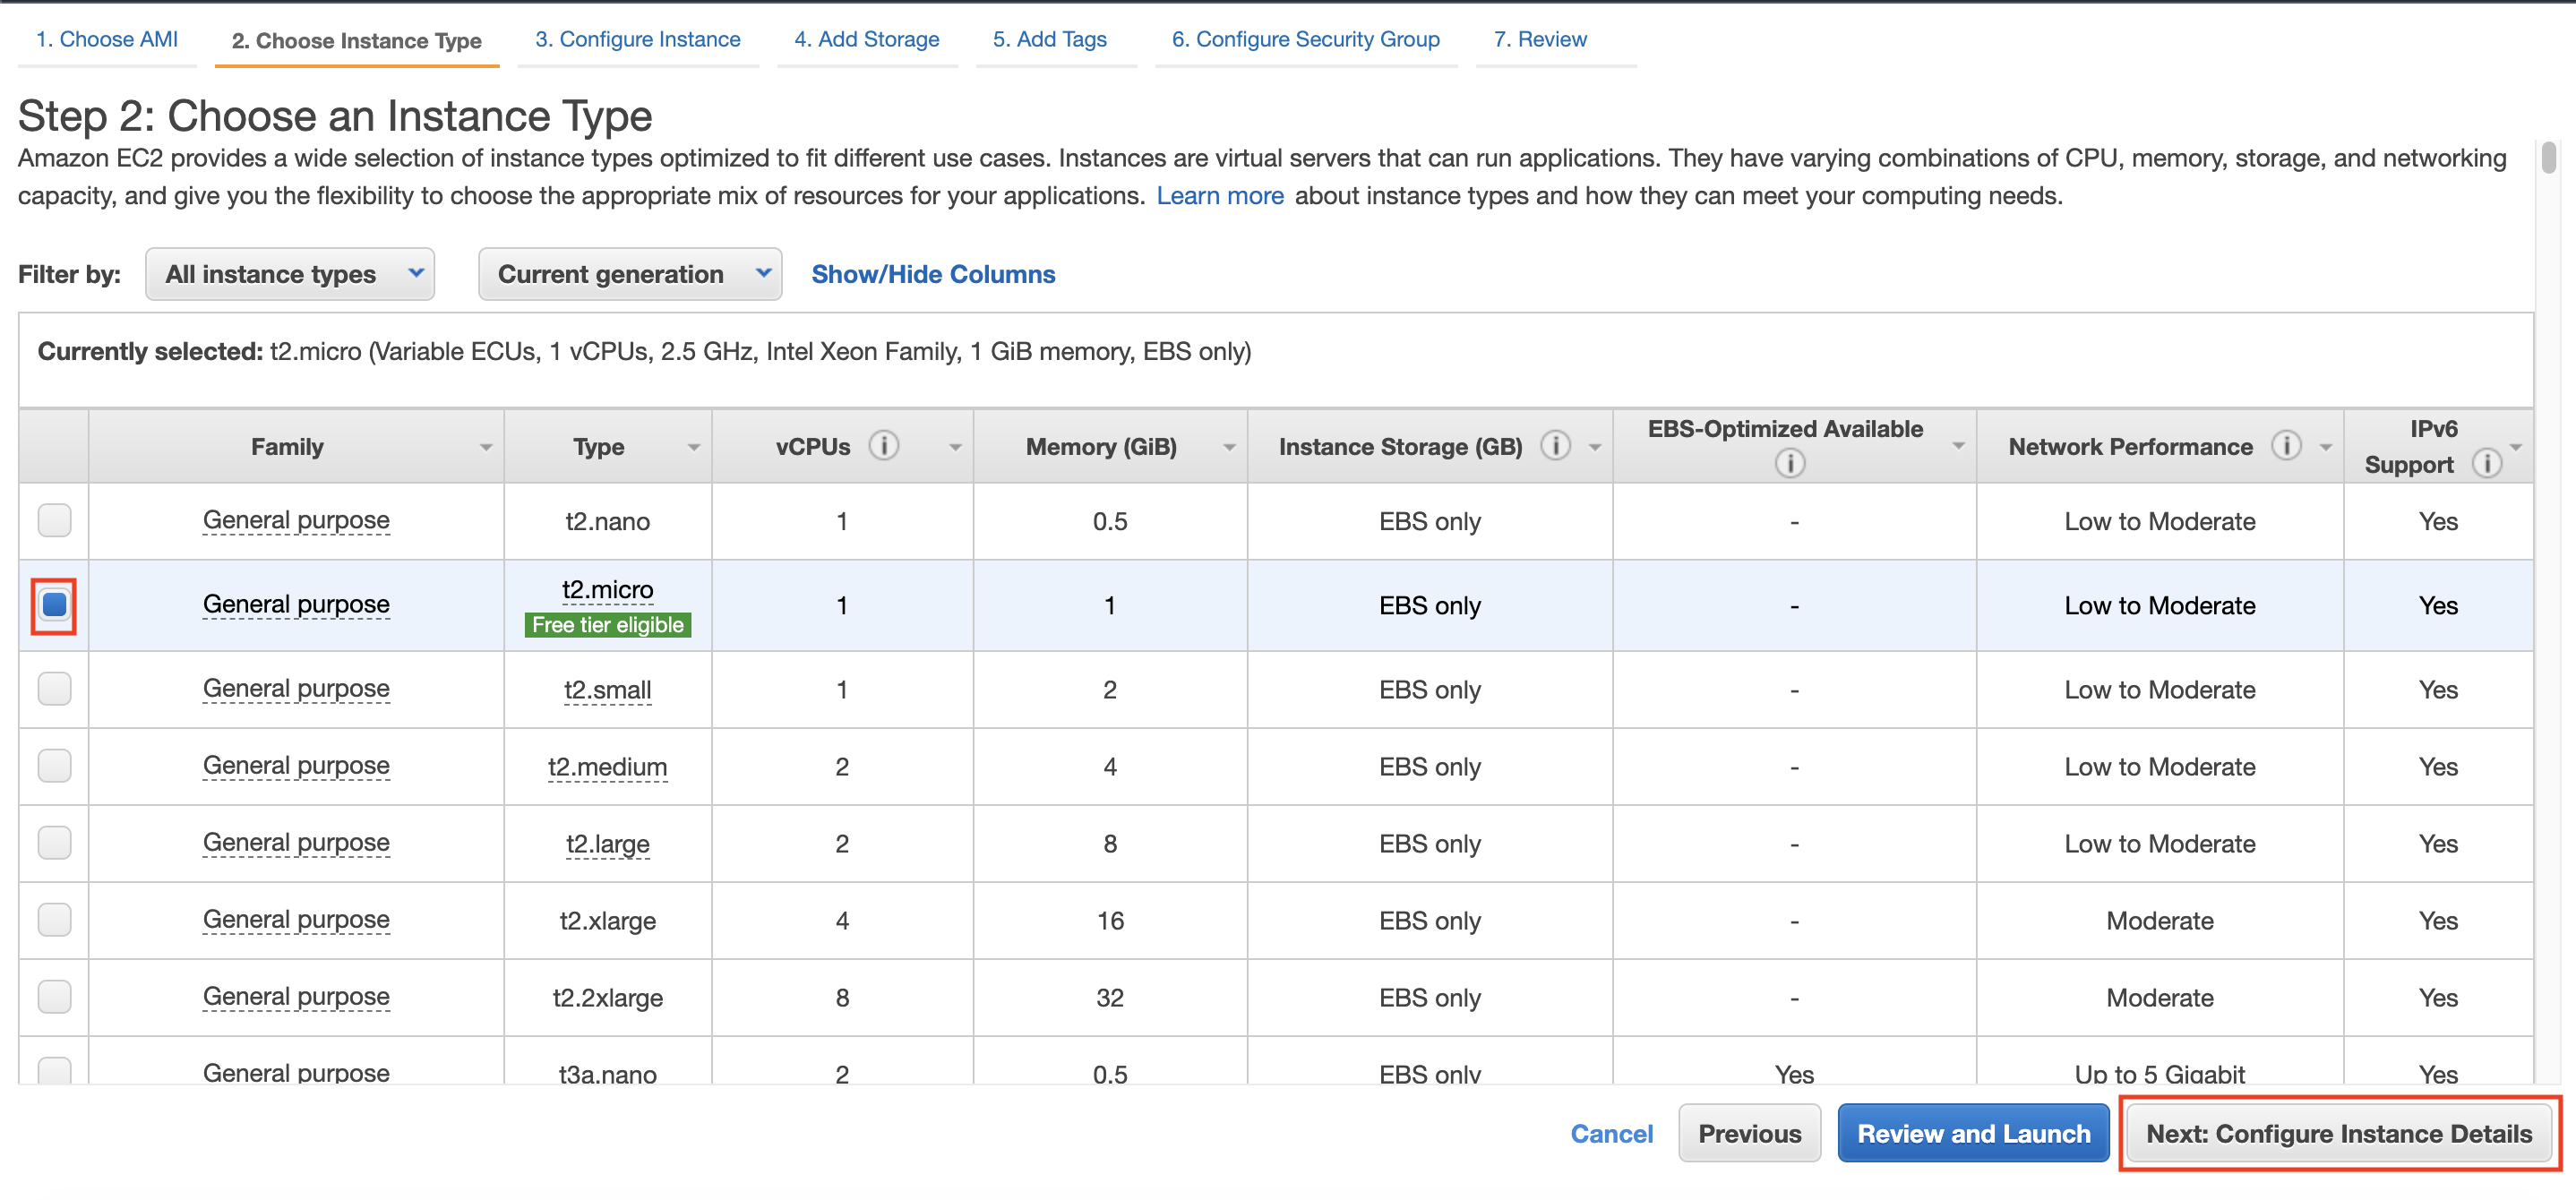 1. Choose AMI 2. Choose Instance Type 3. Configure Instance 4. Add Storage 5. Add Tags 6. Configure Security Group 7. Review
Step 2: Choose an Instance Type
Amazon EC2 provides a wide selection of instance types optimized to fit different use cases. Instances are virtual servers that can run applications. They have varying combinations of CPU, memory, storage, and networking
capacity, and give you the flexibility to choose the appropriate mix of resources for your applications. Learn more about instance types and how they can meet your computing needs.
Filter by: All instance types Current generation Show/Hide Columns
Currently selected: t2.micro (Variable ECUs, 1 vCPUs, 2.5 GHz, Intel Xeon Family, 1 GiB memory, EBS only)
Family Type vCPUs i Memory (GiB) Instance Storage (GB) i EBS-Optimized Available i Network Performance i IPv6 Support i
General purpose t2.nano 1 0.5 EBS only - Low to Moderate Yes
General purpose t2.micro Free tier eligible 1 1 EBS only - Low to Moderate Yes
General purpose t2.small 1 2 EBS only - Low to Moderate Yes
General purpose t2.medium 2 4 EBS only - Low to Moderate Yes
General purpose t2.large 2 8 EBS only - Low to Moderate Yes
General purpose t2.xlarge 4 16 EBS only - Moderate Yes
General purpose t2.2xlarge 8 32 EBS only - Moderate Yes
General purpose t3a.nano 2 0.5 EBS only Yes Up to 5 Gigabit Yes
Cancel Previous Review and Launch Next: Configure Instance Details